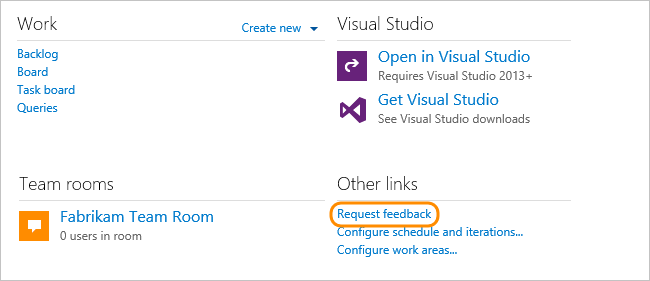 Work
Create new
Backlog
Board
Task board
Queries
Visual Studio
Open in Visual Studio
Requires Visual Studio 2013+
Get Visual Studio
See Visual Studio downloads
Team rooms
Fabrikam Team Room
0 users in room
Other links
Request feedback
Configure schedule and iterations...
Configure work areas...